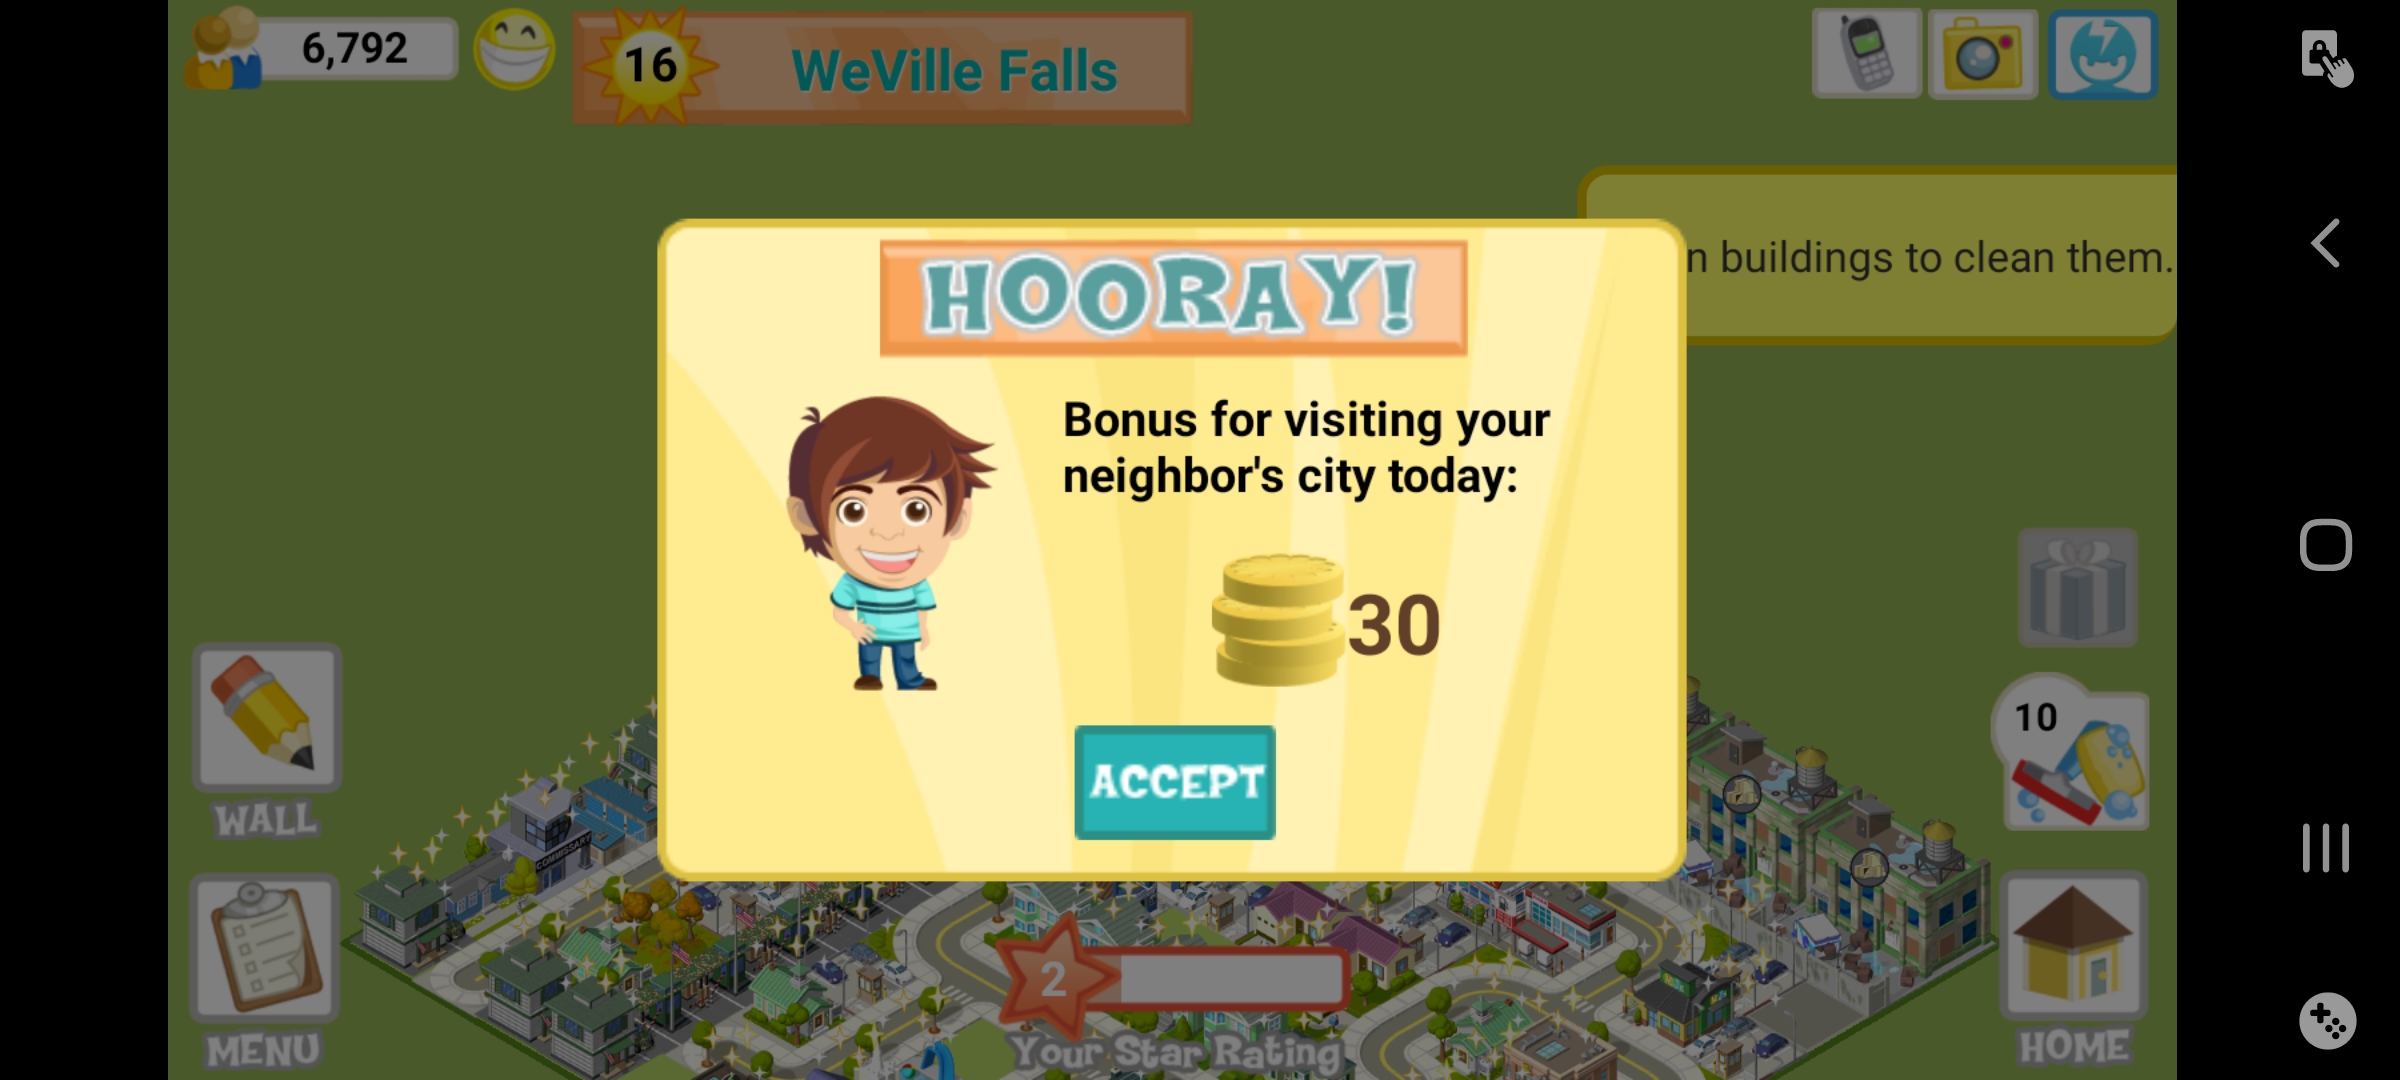 6,792
16
WeVille Falls
n buildings to clean them.
HOORAY!
Bonus for visiting your
neighbor's city today:
30
ACCEPT
10
WALL
COMMISSARY
2
Your Star Rating
MENU
HOME